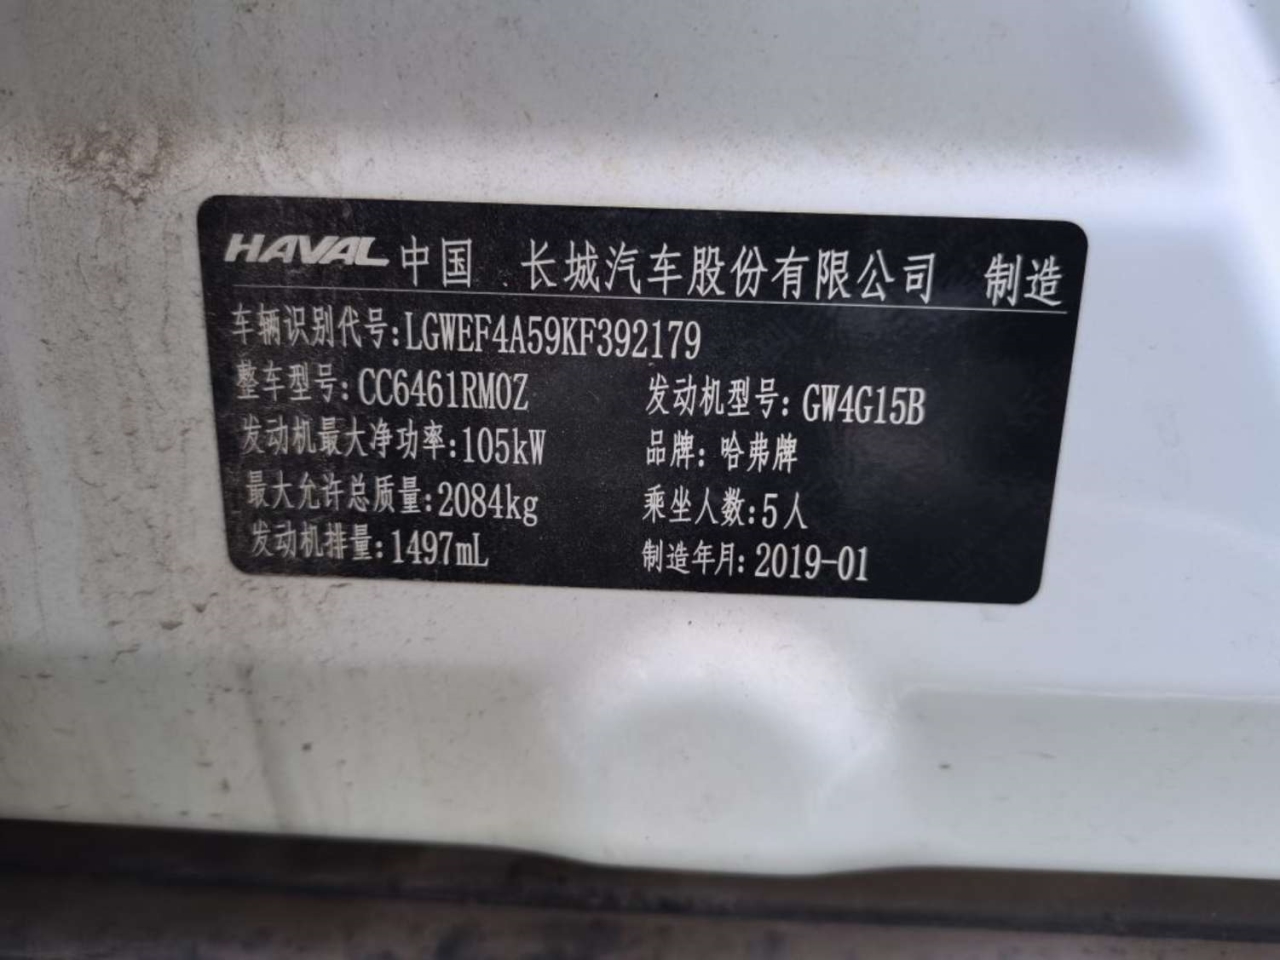 HAVAL 中国 长城汽车股份有限公司 制造
车辆识别代号:LGWEF4A59KF392179
整车型号:CC6461RM0Z 发动机型号:GW4G15B
发动机最大净功率:105kW 品牌:哈弗牌
最大允许总质量:2084kg 乘坐人数:5人
发动机排量:1497mL 制造年月:2019-01